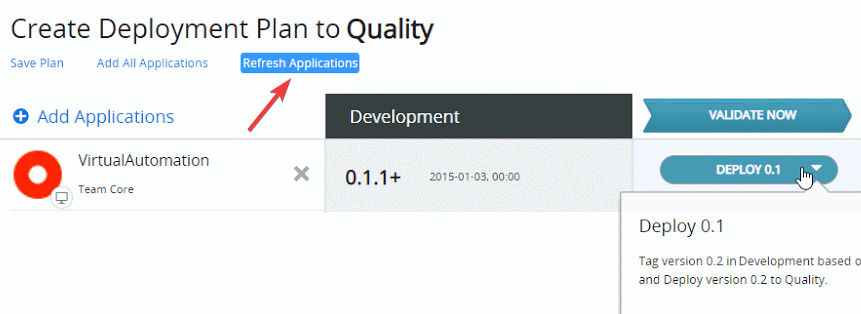 Create Deployment Plan to Quality
Save Plan Add All Applications Refresh Applications
Add Applications Development VALIDATE NOW
VirtualAutomation
Team Core
0.1.1+ 2015-01-03, 00:00 DEPLOY 0.1
Deploy 0.1
Tag version 0.2 in Development based o
and Deploy version 0.2 to Quality.